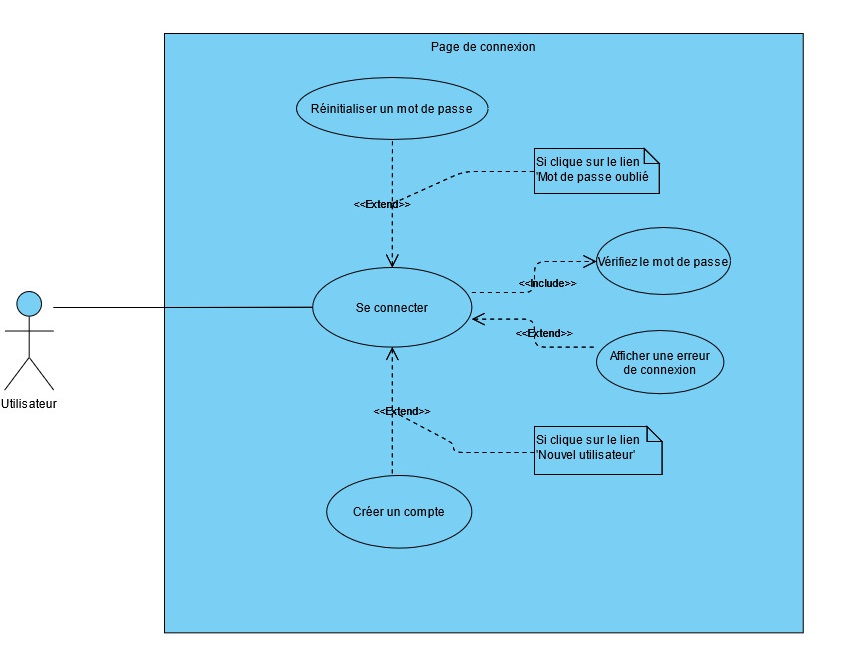 Page de connexion
Réinitialiser un mot de passe
Si clique sur le lien
'Mot de passe oublié
<<Extend>>
Vérifiez le mot de passe
<<Include>>
Se connecter
<<Extend>>
Afficher une erreur
de connexion
Utilisateur
<<Extend>>
Si clique sur le lien
'Nouvel utilisateur'
Créer un compte